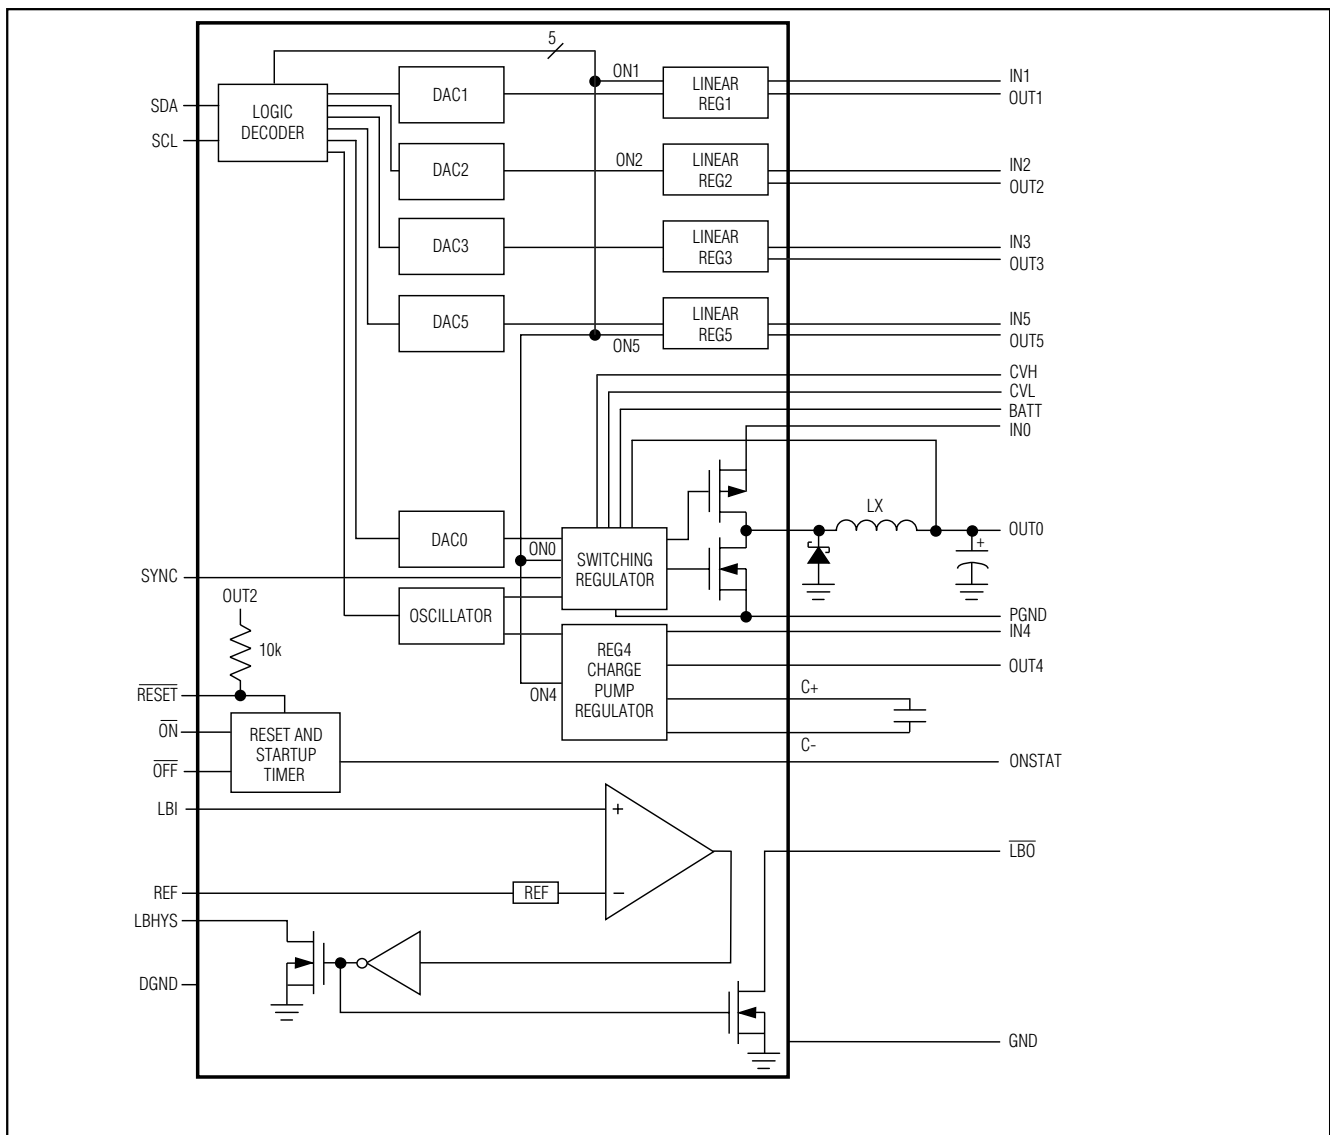 5
ON1
LINEAR
REG1
IN1
OUT1
DAC1
SDA
LOGIC
DECODER
SCL
DAC2
ON2
LINEAR
REG2
IN2
OUT2
DAC3
LINEAR
REG3
IN3
OUT3
DAC5
LINEAR
REG5
IN5
OUT5
ON5
CVH
CVL
BATT
IN0
LX
DAC0
ON0
SWITCHING
REGULATOR
+
OUT0
SYNC
OUT2
OSCILLATOR
10k
PGND
IN4
REG4
CHARGE
PUMP
REGULATOR
OUT4
ON4
C+
C-
RESET
ON
OFF
RESET AND
STARTUP
TIMER
ONSTAT
LBI
+
LBO
REF
REF
−
LBHYS
DGND
GND